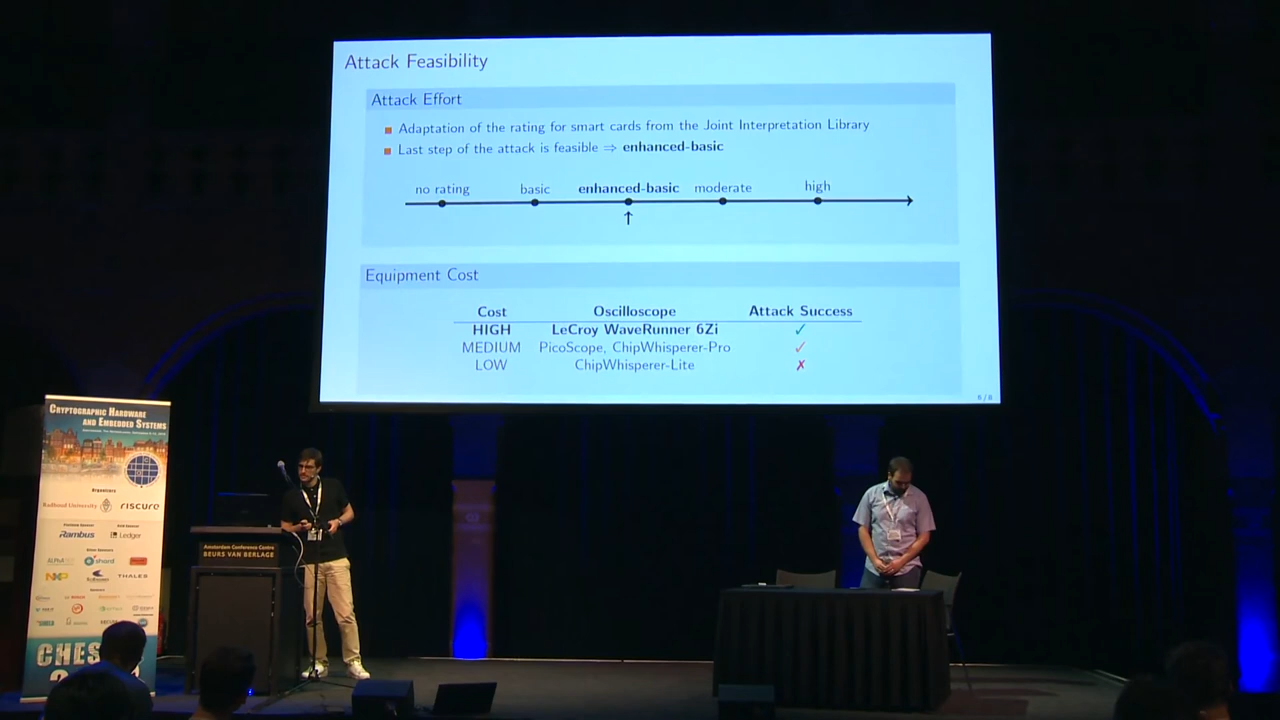 Attack Feasibility
Attack Effort
Adaptation of the rating for smart cards from the Joint Interpretation Library
Last step of the attack is feasible ⇒ enhanced-basic
no rating basic enhanced-basic moderate high
↑
Equipment Cost
Cost Oscilloscope Attack Success
HIGH LeCroy WaveRunner 6Zi ✓
MEDIUM PicoScope, ChipWhisperer-Pro ✓
LOW ChipWhisperer-Lite ✗
Cryptographic Hardware
and Embedded Systems
Organizers
Radboud University riscure
Rambus Ledger
eshard
NXP THALES
CHES
Amsterdam Conference Centre
BEURS VAN BERLAGE